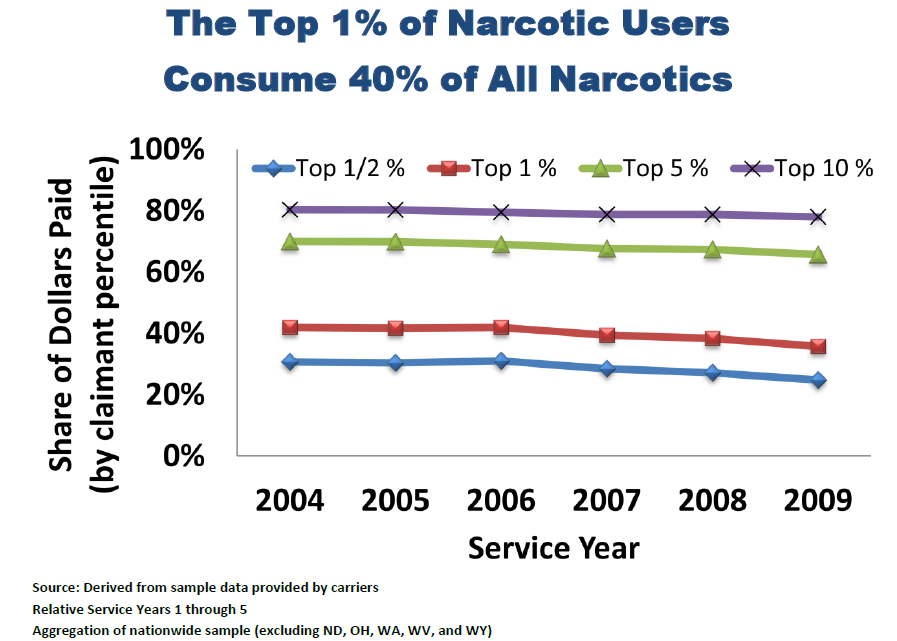 The Top 1% of Narcotic Users
Consume 40% of All Narcotics
Share of Dollars Paid
(by claimant percentile)
100%
80%
60%
40%
20%
0%
Top 1/2 % Top 1 % Top 5 % Top 10 %
2004 2005 2006 2007 2008 2009
Service Year
Source: Derived from sample data provided by carriers
Relative Service Years 1 through 5
Aggregation of nationwide sample (excluding ND, OH, WA, WV, and WY)